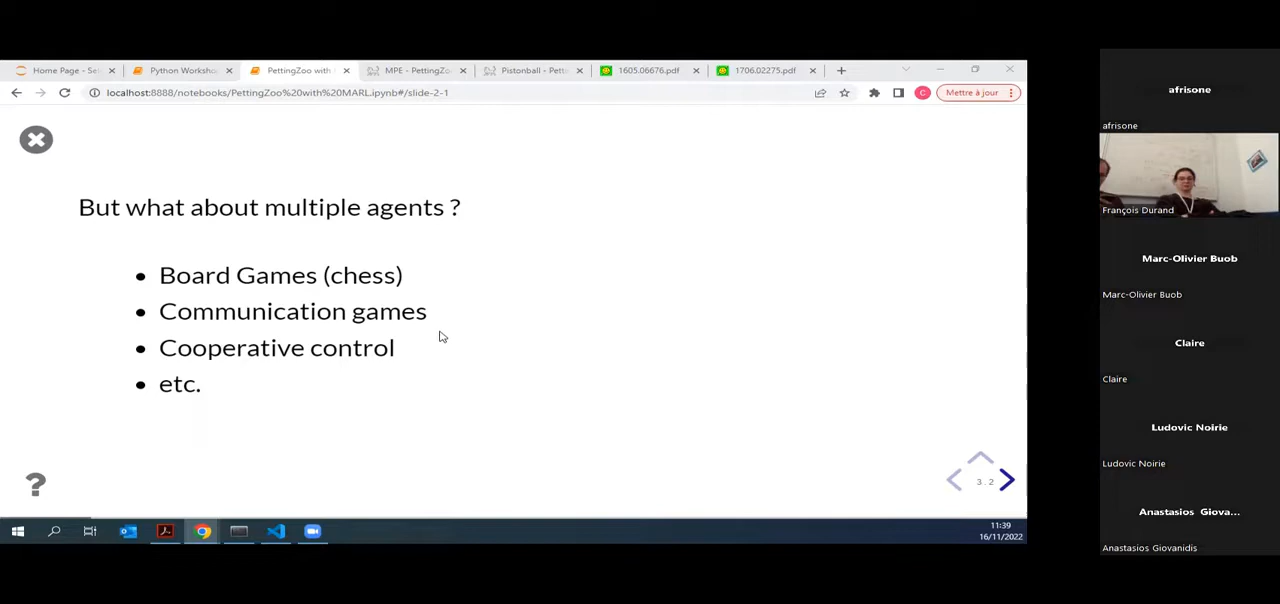 Home Page - Se
Python Worksho
PettingZoo with
MPE - PettingZo
Pistonball - Pett
1605.06676.pdf
1706.02275.pdf
localhost:8888/notebooks/PettingZoo%20with%20MARL.ipynb#/slide-2-1
C
Mettre à jour
But what about multiple agents ?
• Board Games (chess)
• Communication games
• Cooperative control
• etc.
?
3.2
11:39
16/11/2022
afrisone
afrisone
François Durand
Marc-Olivier Buob
Marc-Olivier Buob
Claire
Claire
Ludovic Noirie
Ludovic Noirie
Anastasios Giova...
Anastasios Giovanidis